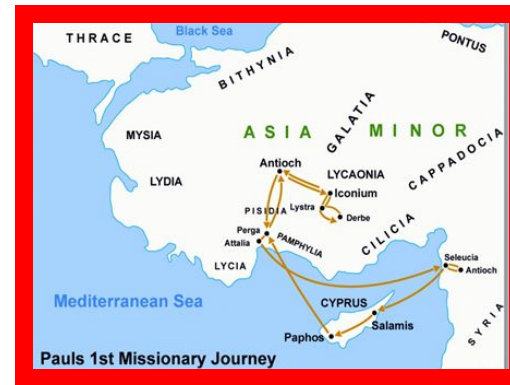 Black Sea
THRACE
PONTUS
BITHYNIA
GALATIA
MYSIA
ASIA MINOR
CAPPADOCIA
Antioch
LYCAONIA
LYDIA
Iconium
PISIDIA
Lystra
Derbe
Perga
PAMPHYLIA
CILICIA
Attalia
LYCIA
Seleucia
Antioch
Mediterranean Sea
CYPRUS
Salamis
SYRIA
Paphos
Pauls 1st Missionary Journey